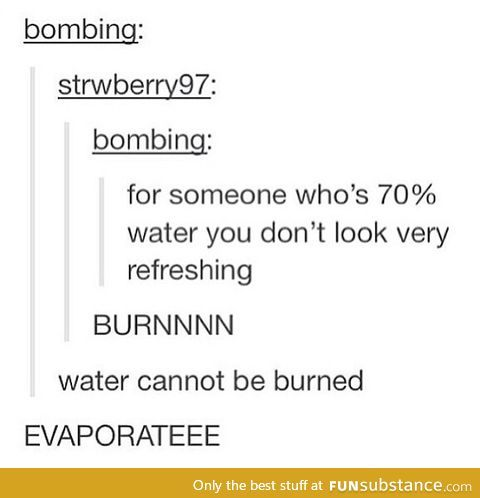 bombing:
strwberry97:
bombing:
for someone who's 70%
water you don't look very
refreshing
BURNNNN
water cannot be burned
EVAPORATEEE
Only the best stuff at FUNsubstance.com